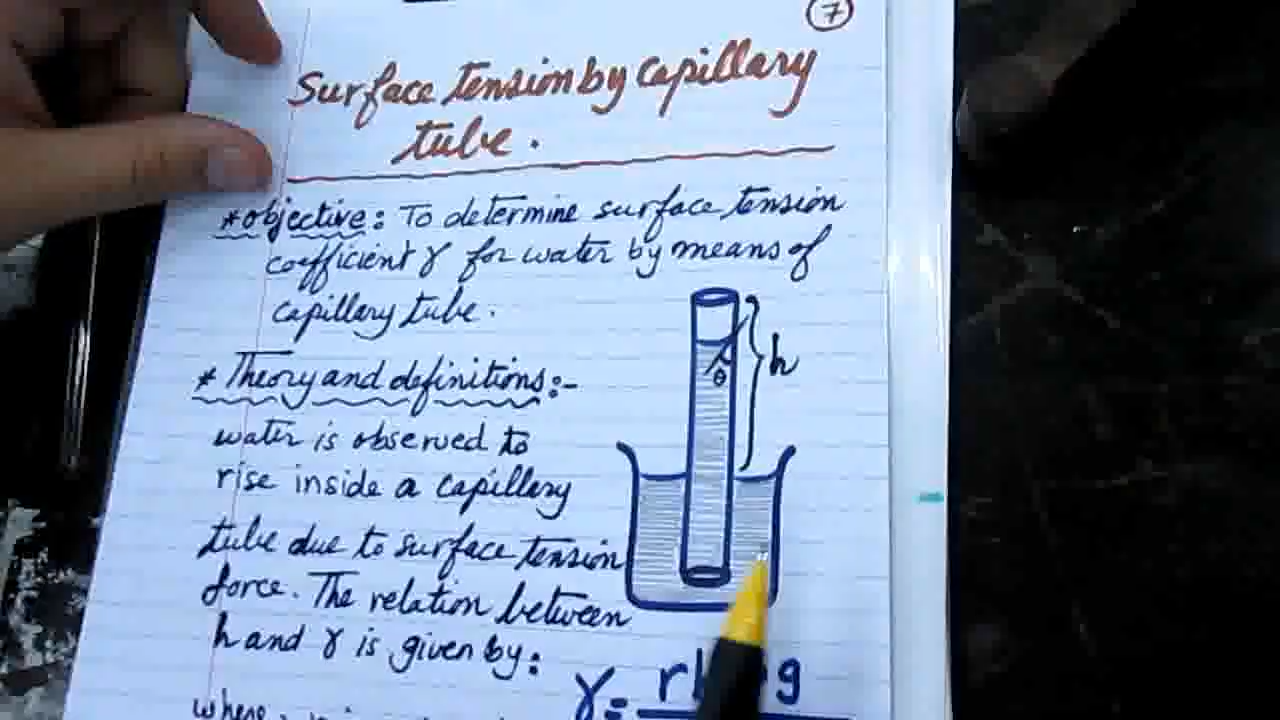 7
Surface tension by capillary
tube.
*objective: To determine surface tension
coefficient γ for water by means of
capillary tube.
h
θ
* Theory and definitions:-
water is observed to
rise inside a capillary
tube due to surface tension
force. The relation between
h and γ is given by:
γ = r g
where